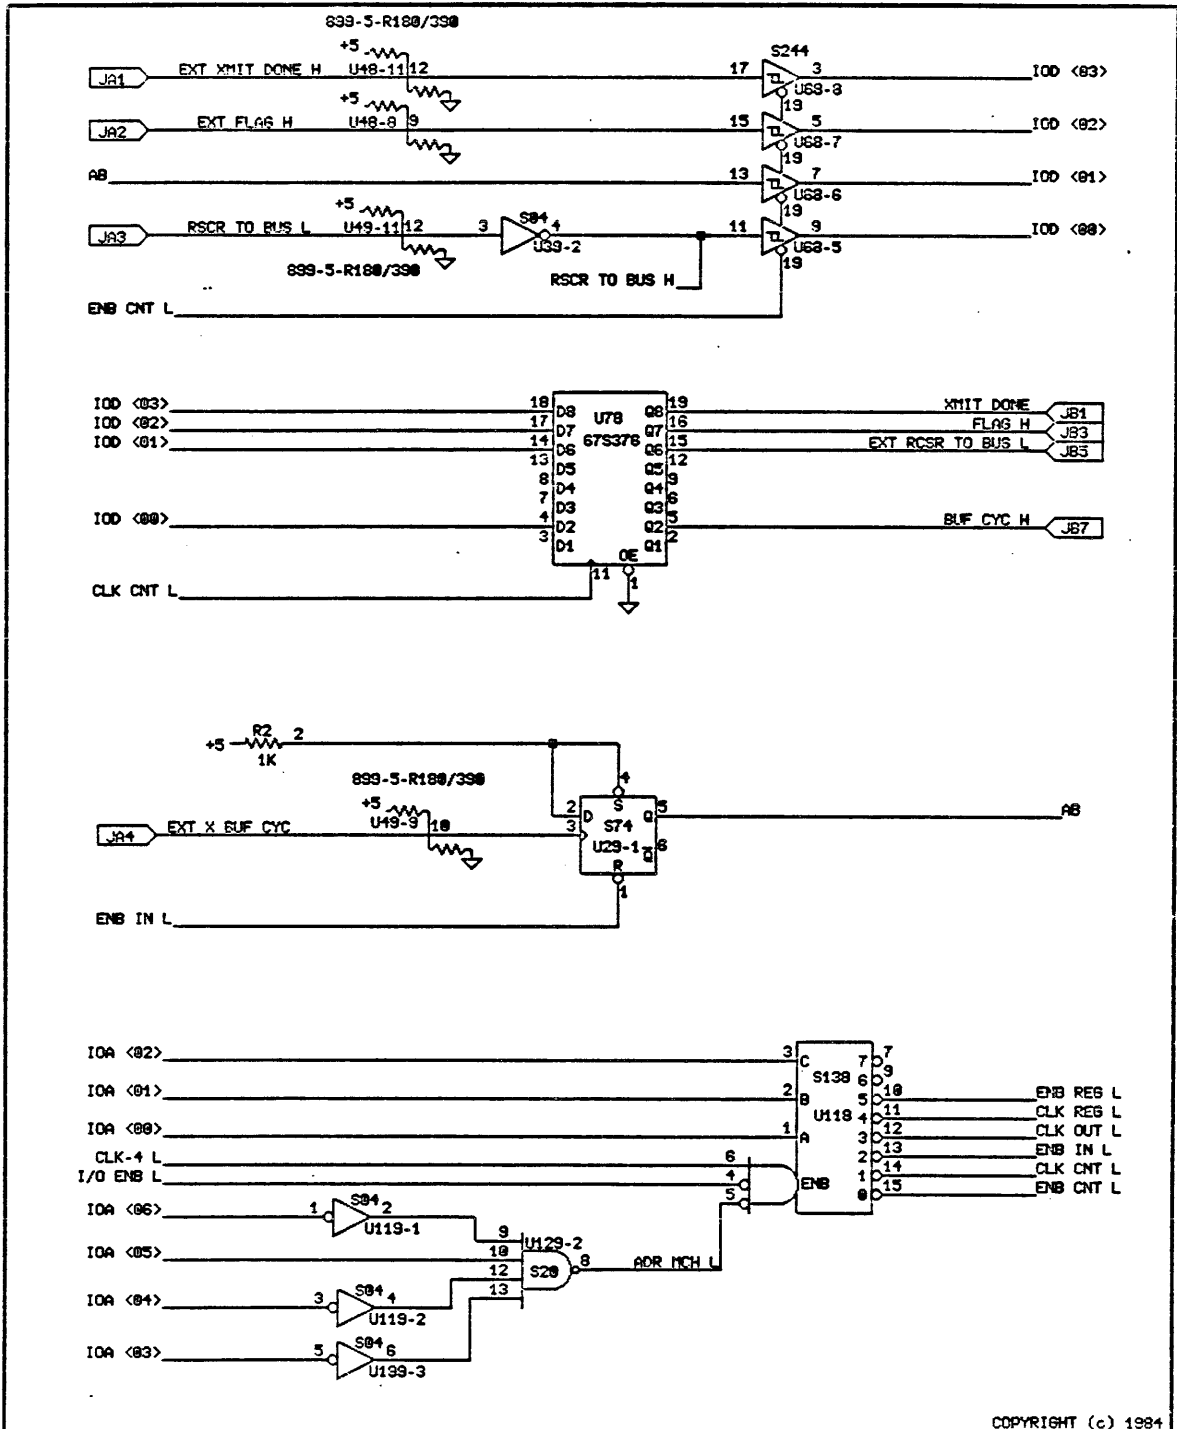 899-5-R180/390
+5
S244
JA1 EXT XMIT DONE H U48-11 12 17 3 U68-8 IOD <03>
19
+5
JA2 EXT FLAG H U48-8 9 15 5 U68-7 IOD <02>
19
AB 13 7 U68-6 IOD <01>
19
+5
S04
JA3 RSCR TO BUS L U49-11 12 3 4 U39-2 11 9 U68-5 IOD <00>
19
899-5-R180/390
RSCR TO BUS H
ENB CNT L
IOD <03> 18 D8 U78 Q8 19 XMIT DONE JB1
IOD <02> 17 D7 67S376 Q7 16 FLAG H JB3
IOD <01> 14 D6 Q6 15 EXT RCSR TO BUS L JB5
13 D5 Q5 12
8 D4 Q4 9
7 D3 Q3 6
IOD <00> 4 D2 Q2 5 BUF CYC H JB7
3 D1 Q1 2
OE
CLK CNT L 11 1
R2
+5 2
1K
899-5-R180/390
+5
4
S
2 D S74 Q 5 AB
JA4 EXT X BUF CYC U49-9 10 3 U29-1 Q 6
R
1
ENB IN L
IOA <02> 3 C 7 7
S138 6 9
IOA <01> 2 B 5 10 ENB REG L
U118 4 11 CLK REG L
IOA <00> 1 A 3 12 CLK OUT L
CLK-4 L 6 2 13 ENB IN L
I/O ENB L 4 ENB 1 14 CLK CNT L
5 0 15 ENB CNT L
S04
IOA <06> 1 2 U119-1
9 U129-2
IOA <05> 10 S20 8 ADR MCH L
12
13
S04
IOA <04> 3 4 U119-2
S04
IOA <03> 5 6 U199-3
COPYRIGHT (c) 1984